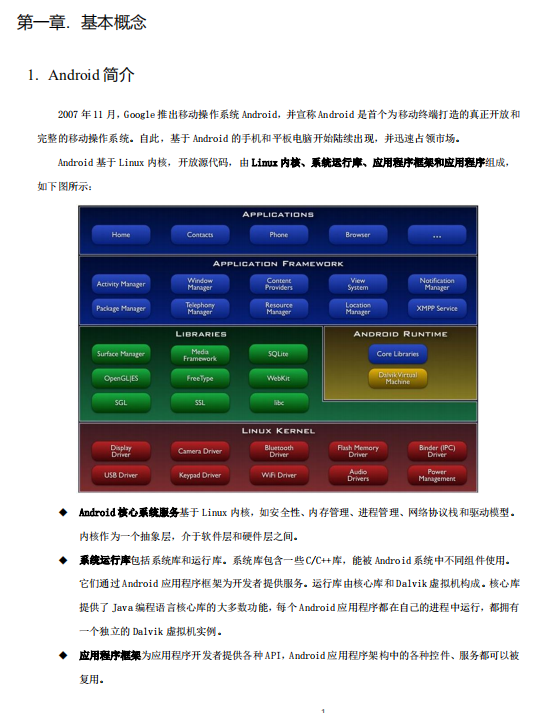 第一章. 基本概念
1. Android 简介
2007 年 11 月, Google 推出移动操作系统 Android, 并宣称 Android 是首个为移动终端打造的真正开放和
完整的移动操作系统。自此, 基于 Android 的手机和平板电脑开始陆续出现, 并迅速占领市场。
Android 基于 Linux 内核, 开放源代码, 由 Linux 内核、系统运行库、应用程序框架和应用程序组成,
如下图所示:
APPLICATIONS
Home Contacts Phone Browser ...
APPLICATION FRAMEWORK
Activity Manager Window Manager Content Providers View System Notification Manager
Package Manager Telephony Manager Resource Manager Location Manager XMPP Service
LIBRARIES ANDROID RUNTIME
Surface Manager Media Framework SQLite Core Libraries
OpenGL|ES FreeType WebKit Dalvik Virtual Machine
SGL SSL libc
LINUX KERNEL
Display Driver Camera Driver Bluetooth Driver Flash Memory Driver Binder (IPC) Driver
USB Driver Keypad Driver WiFi Driver Audio Drivers Power Management
◆ Android 核心系统服务基于 Linux 内核, 如安全性、内存管理、进程管理、网络协议栈和驱动模型。
内核作为一个抽象层, 介于软件层和硬件层之间。
◆ 系统运行库包括系统库和运行库。系统库包含一些 C/C++库, 能被 Android 系统中不同组件使用。
它们通过 Android 应用程序框架为开发者提供服务。运行库由核心库和 Dalvik 虚拟机构成。核心库
提供了 Java 编程语言核心库的大多数功能, 每个 Android 应用程序都在自己的进程中运行, 都拥有
一个独立的 Dalvik 虚拟机实例。
◆ 应用程序框架为应用程序开发者提供各种 API, Android 应用程序架构中的各种控件、服务都可以被
复用。
1